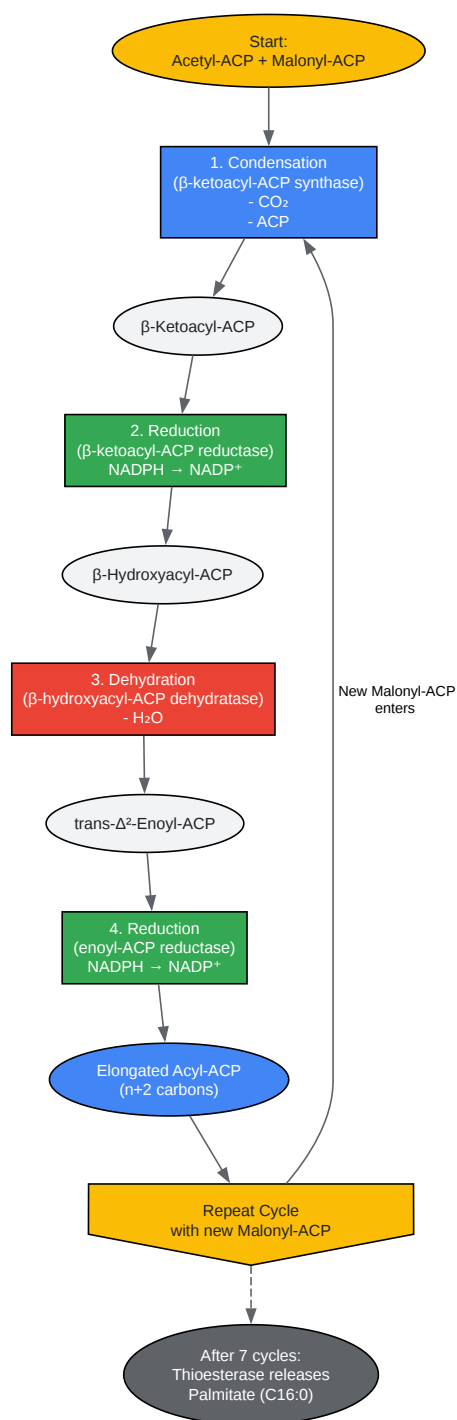 Start:
Acetyl-ACP + Malonyl-ACP
1. Condensation
(β-ketoacyl-ACP synthase)
- CO₂
- ACP
β-Ketoacyl-ACP
2. Reduction
(β-ketoacyl-ACP reductase)
NADPH → NADP⁺
β-Hydroxyacyl-ACP
3. Dehydration
(β-hydroxyacyl-ACP dehydratase)
- H₂O
New Malonyl-ACP
enters
trans-Δ²-Enoyl-ACP
4. Reduction
(enoyl-ACP reductase)
NADPH → NADP⁺
Elongated Acyl-ACP
(n+2 carbons)
Repeat Cycle
with new Malonyl-ACP
After 7 cycles:
Thioesterase releases
Palmitate (C16:0)